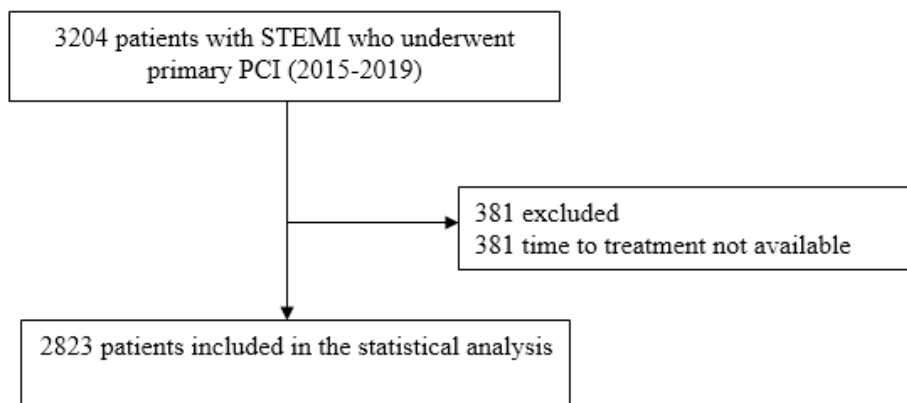 3204 patients with STEMI who underwent
primary PCI (2015-2019)
381 excluded
381 time to treatment not available
2823 patients included in the statistical analysis